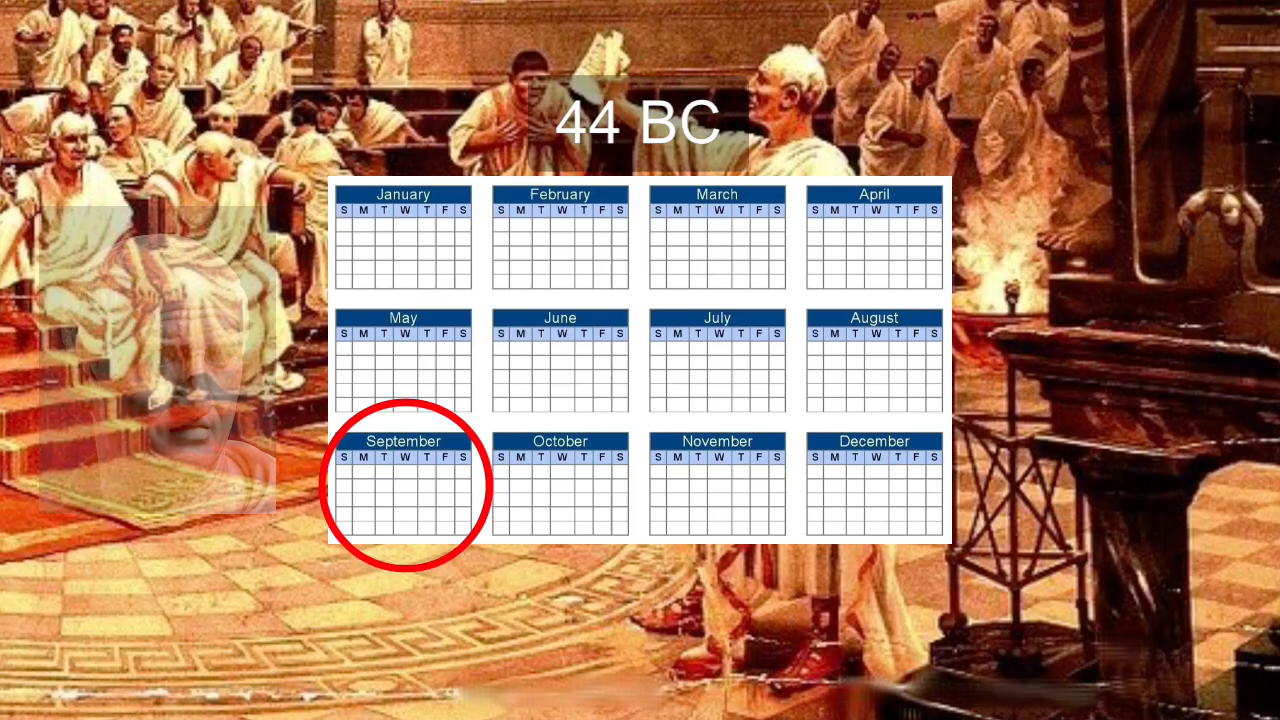 44 BC
January February March April
S M T W T F S S M T W T F S S M T W T F S S M T W T F S
May June July August
S M T W T F S S M T W T F S S M T W T F S S M T W T F S
September October November December
S M T W T F S S M T W T F S S M T W T F S S M T W T F S